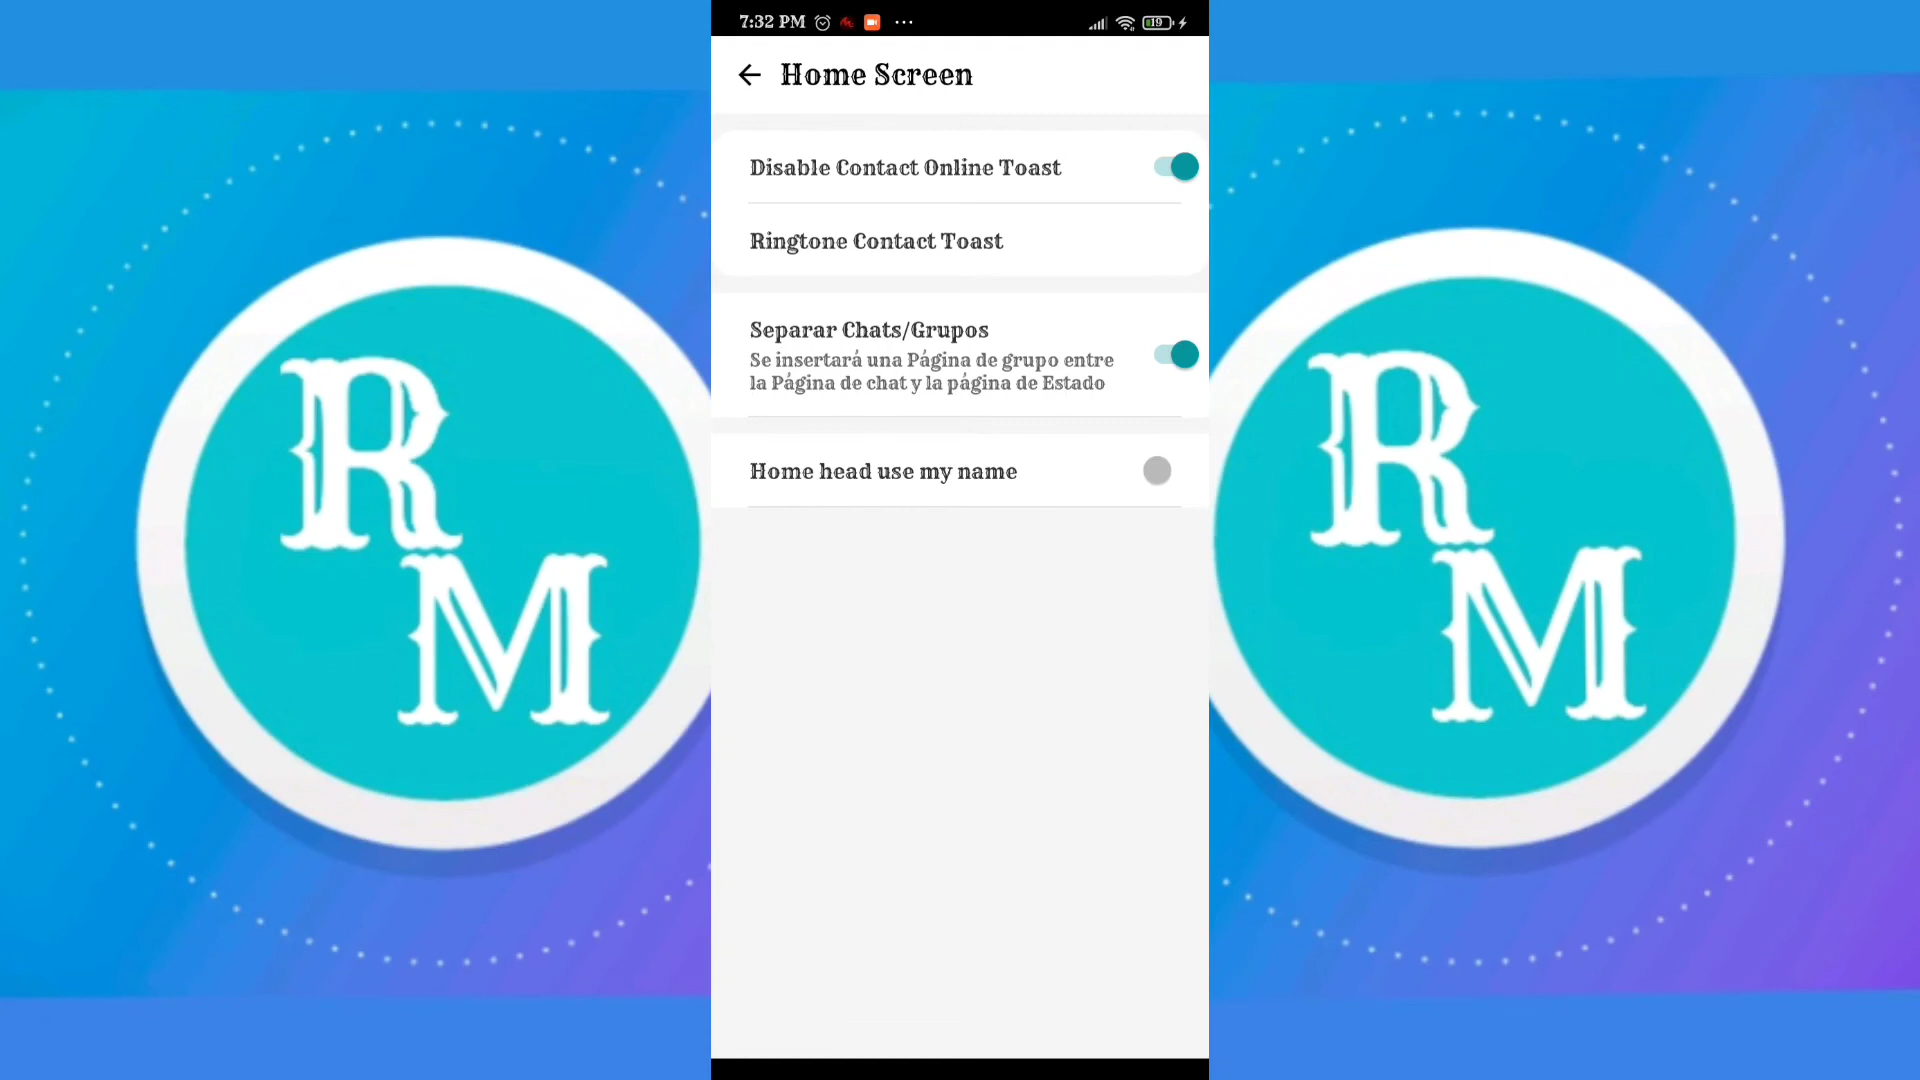 7:32 PM
19
Home Screen
Disable Contact Online Toast
Ringtone Contact Toast
Separar Chats/Grupos
Se insertará una Página de grupo entre
la Página de chat y la página de Estado
Home head use my name
R
M
R
M